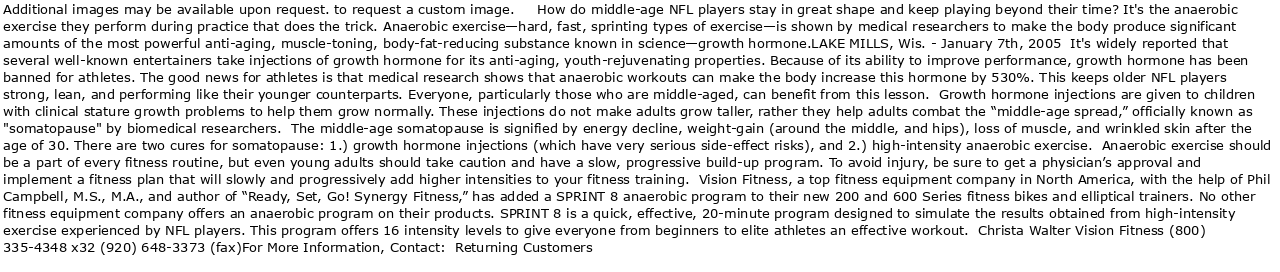 Additional images may be available upon request. to request a custom image.     How do middle-age NFL players stay in great shape and keep playing beyond their time? It's the anaerobic
exercise they perform during practice that does the trick. Anaerobic exercise—hard, fast, sprinting types of exercise—is shown by medical researchers to make the body produce significant
amounts of the most powerful anti-aging, muscle-toning, body-fat-reducing substance known in science—growth hormone.LAKE MILLS, Wis. - January 7th, 2005  It's widely reported that
several well-known entertainers take injections of growth hormone for its anti-aging, youth-rejuvenating properties. Because of its ability to improve performance, growth hormone has been
banned for athletes. The good news for athletes is that medical research shows that anaerobic workouts can make the body increase this hormone by 530%. This keeps older NFL players
strong, lean, and performing like their younger counterparts. Everyone, particularly those who are middle-aged, can benefit from this lesson.  Growth hormone injections are given to children
with clinical stature growth problems to help them grow normally. These injections do not make adults grow taller, rather they help adults combat the “middle-age spread,” officially known as
"somatopause" by biomedical researchers.  The middle-age somatopause is signified by energy decline, weight-gain (around the middle, and hips), loss of muscle, and wrinkled skin after the
age of 30. There are two cures for somatopause: 1.) growth hormone injections (which have very serious side-effect risks), and 2.) high-intensity anaerobic exercise.  Anaerobic exercise should
be a part of every fitness routine, but even young adults should take caution and have a slow, progressive build-up program. To avoid injury, be sure to get a physician’s approval and
implement a fitness plan that will slowly and progressively add higher intensities to your fitness training.  Vision Fitness, a top fitness equipment company in North America, with the help of Phil
Campbell, M.S., M.A., and author of “Ready, Set, Go! Synergy Fitness,” has added a SPRINT 8 anaerobic program to their new 200 and 600 Series fitness bikes and elliptical trainers. No other
fitness equipment company offers an anaerobic program on their products. SPRINT 8 is a quick, effective, 20-minute program designed to simulate the results obtained from high-intensity
exercise experienced by NFL players. This program offers 16 intensity levels to give everyone from beginners to elite athletes an effective workout.  Christa Walter Vision Fitness (800)
335-4348 x32 (920) 648-3373 (fax)For More Information, Contact:  Returning Customers